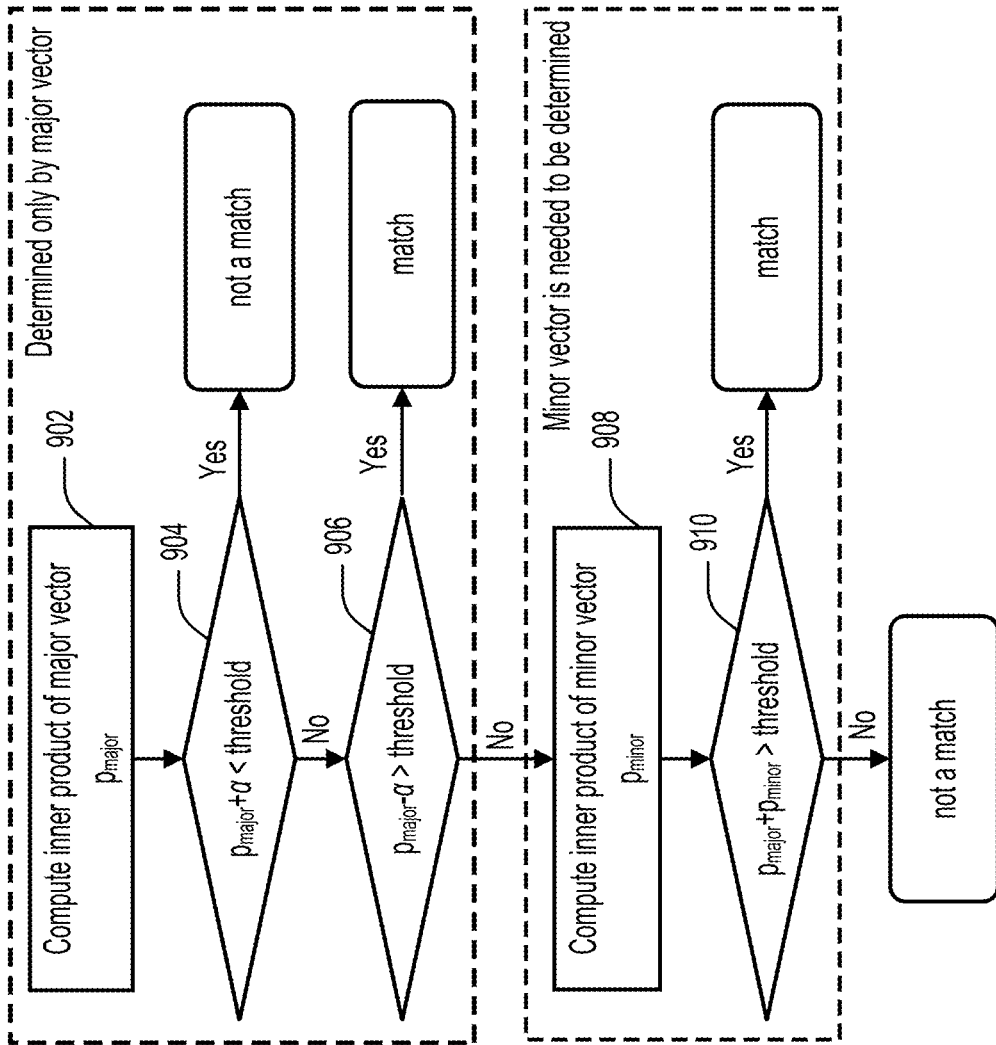 Determined only by major vector
902
Compute inner product of major vector
pmajor
904
pmajor+α < threshold
Yes
not a match
No
906
pmajor-α > threshold
Yes
match
No
Minor vector is needed to be determined
908
Compute inner product of minor vector
pminor
910
pmajor+pminor > threshold
Yes
match
No
not a match